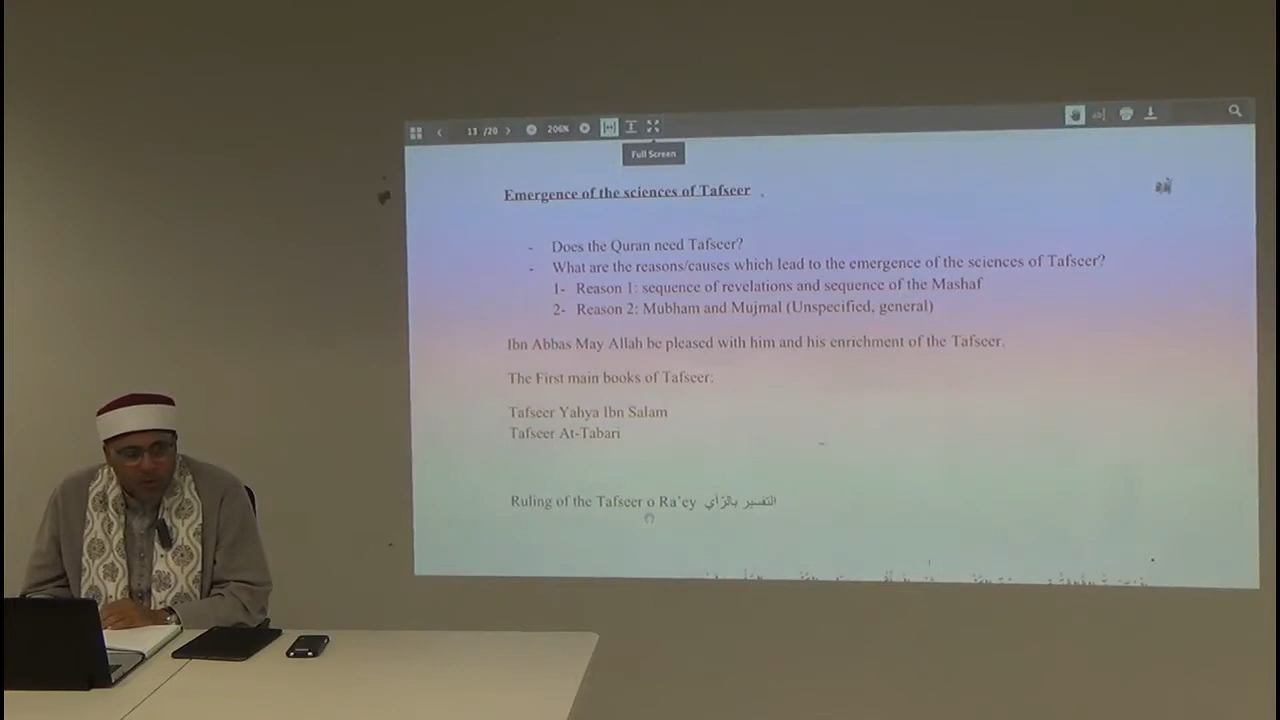 13 /20
206%
Full Screen
Emergence of the sciences of Tafseer .
- Does the Quran need Tafseer?
- What are the reasons/causes which lead to the emergence of the sciences of Tafseer?
1- Reason 1: sequence of revelations and sequence of the Mashaf
2- Reason 2: Mubham and Mujmal (Unspecified, general)
Ibn Abbas May Allah be pleased with him and his enrichment of the Tafseer.
The First main books of Tafseer:
Tafseer Yahya Ibn Salam
Tafseer At-Tabari
Ruling of the Tafseer o Ra'ey التفسير بالرّأي